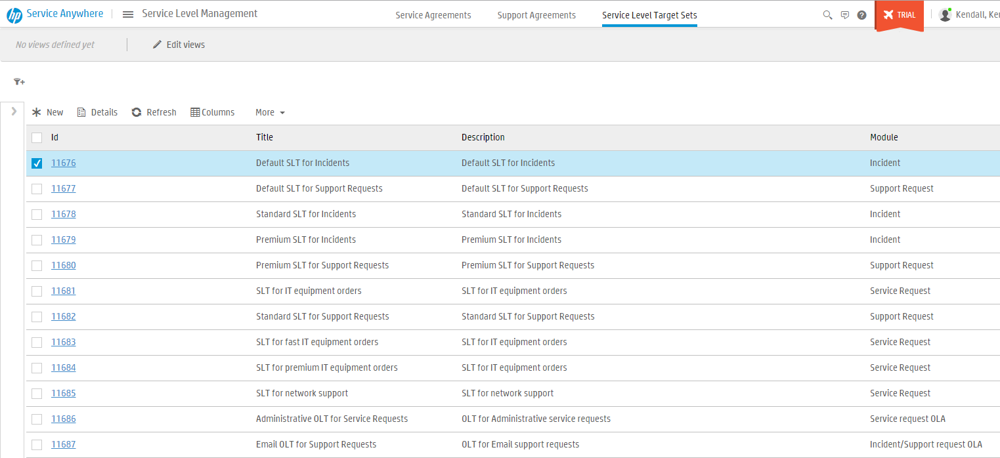 hp Service Anywhere Service Level Management Service Agreements Support Agreements Service Level Target Sets TRIAL Kendall,
No views defined yet Edit views
New Details Refresh Columns More
Id Title Description Module
11676 Default SLT for Incidents Default SLT for Incidents Incident
11677 Default SLT for Support Requests Default SLT for Support Requests Support Request
11678 Standard SLT for Incidents Standard SLT for Incidents Incident
11679 Premium SLT for Incidents Premium SLT for Incidents Incident
11680 Premium SLT for Support Requests Premium SLT for Support Requests Support Request
11681 SLT for IT equipment orders SLT for IT equipment orders Service Request
11682 Standard SLT for Support Requests Standard SLT for Support Requests Support Request
11683 SLT for fast IT equipment orders SLT for IT equipment orders Service Request
11684 SLT for premium IT equipment orders SLT for IT equipment orders Service Request
11685 SLT for network support SLT for network support Service Request
11686 Administrative OLT for Service Requests OLT for Administrative service requests Service request OLA
11687 Email OLT for Support Requests OLT for Email support requests Incident/Support request OLA